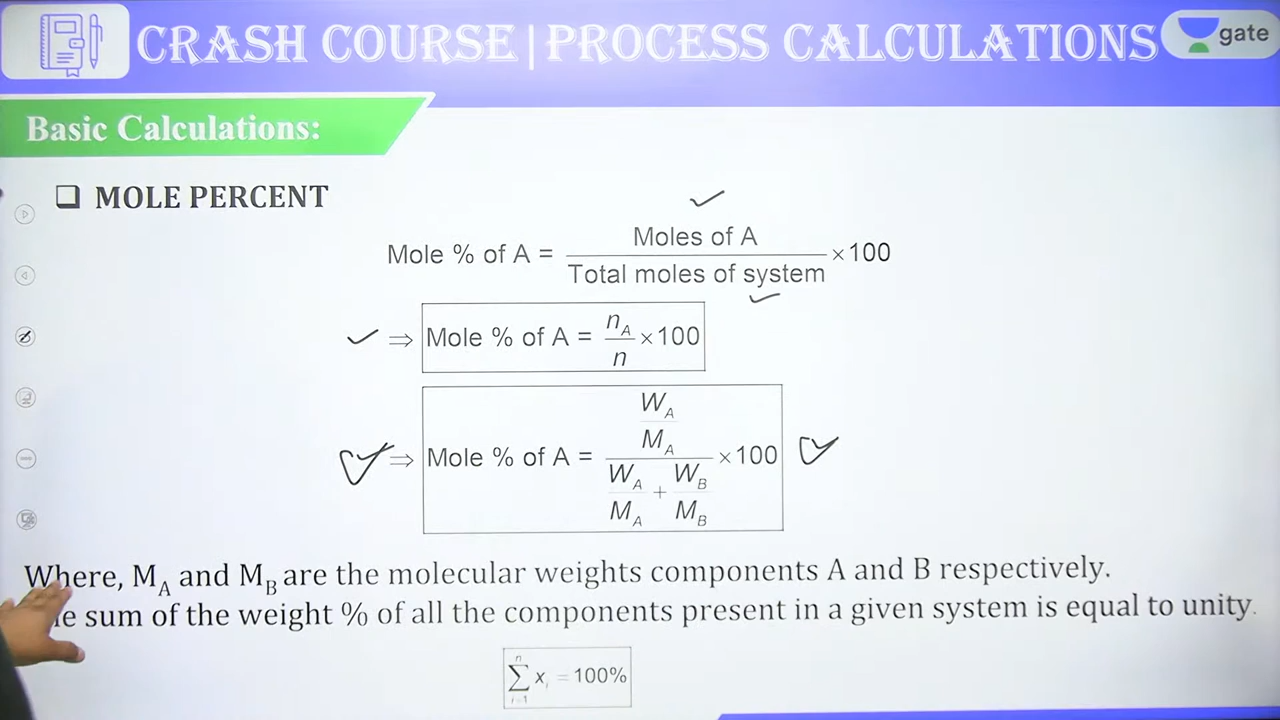 CRASH COURSE|PROCESS CALCULATIONS
gate
Basic Calculations:
❑ MOLE PERCENT
Mole % of A = Moles of A / Total moles of system ×100
⇒ Mole % of A = n_A / n ×100
⇒ Mole % of A = (W_A / M_A) / (W_A / M_A + W_B / M_B) ×100
Where, M_A and M_B are the molecular weights components A and B respectively.
sum of the weight % of all the components present in a given system is equal to unity.
∑_{i=1}^{n} x_i = 100%